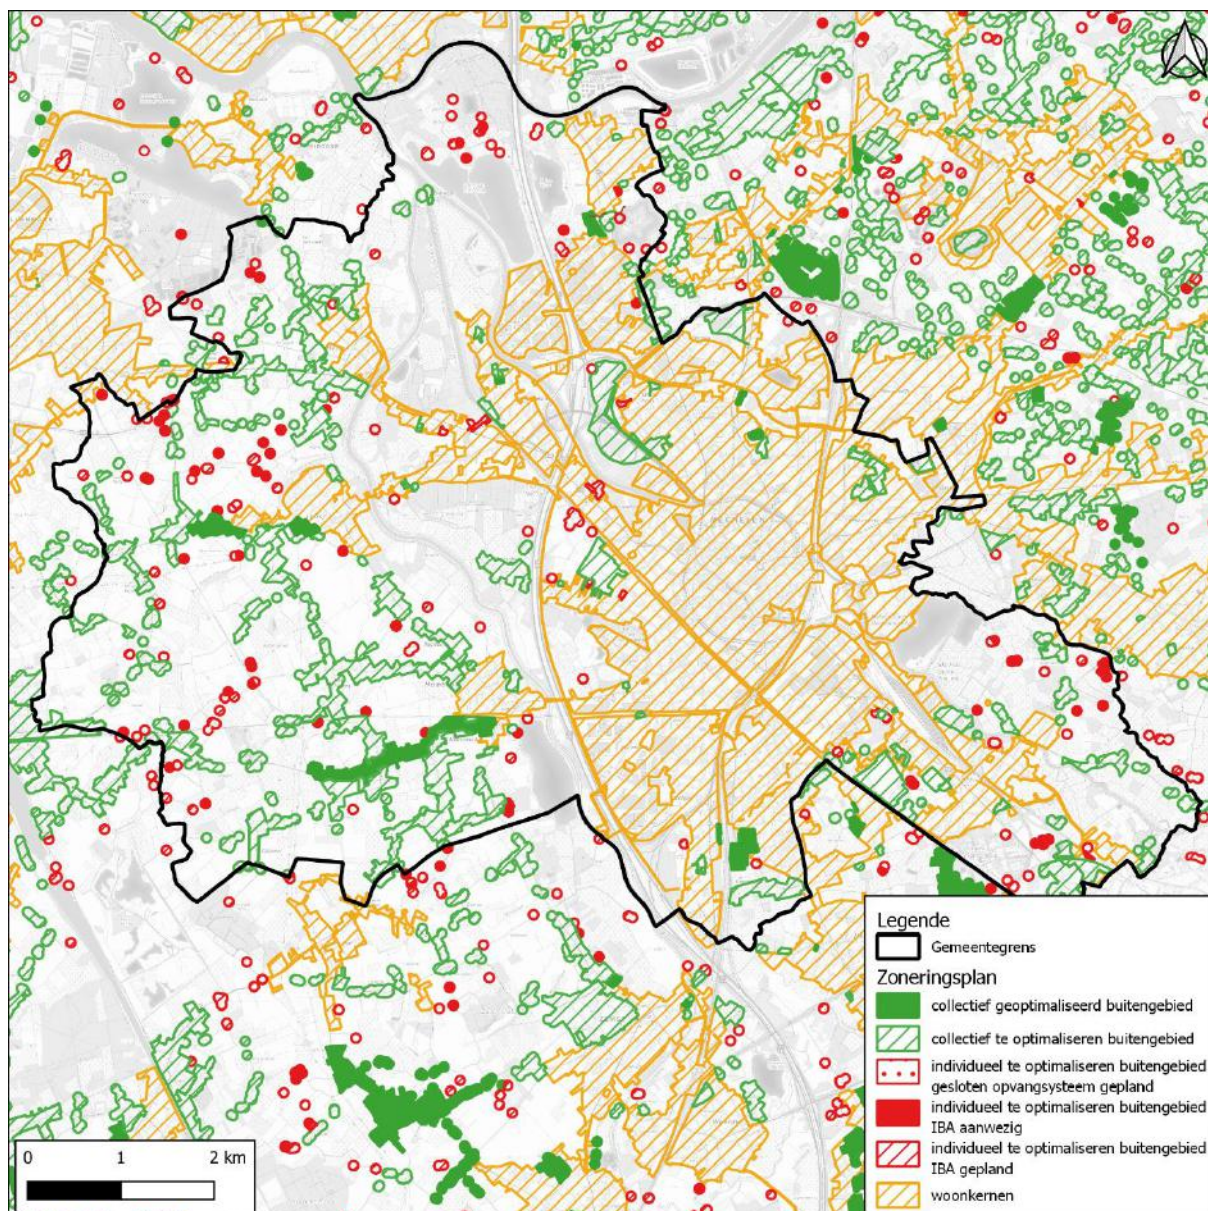 MECHELEN
Legende
Gemeentegrens
Zoneringsplan
collectief geoptimaliseerd buitengebied
collectief te optimaliseren buitengebied
individueel te optimaliseren buitengebied
gesloten opvangsysteem gepland
individueel te optimaliseren buitengebied
IBA aanwezig
individueel te optimaliseren buitengebied
IBA gepland
woonkernen
0 1 2 km